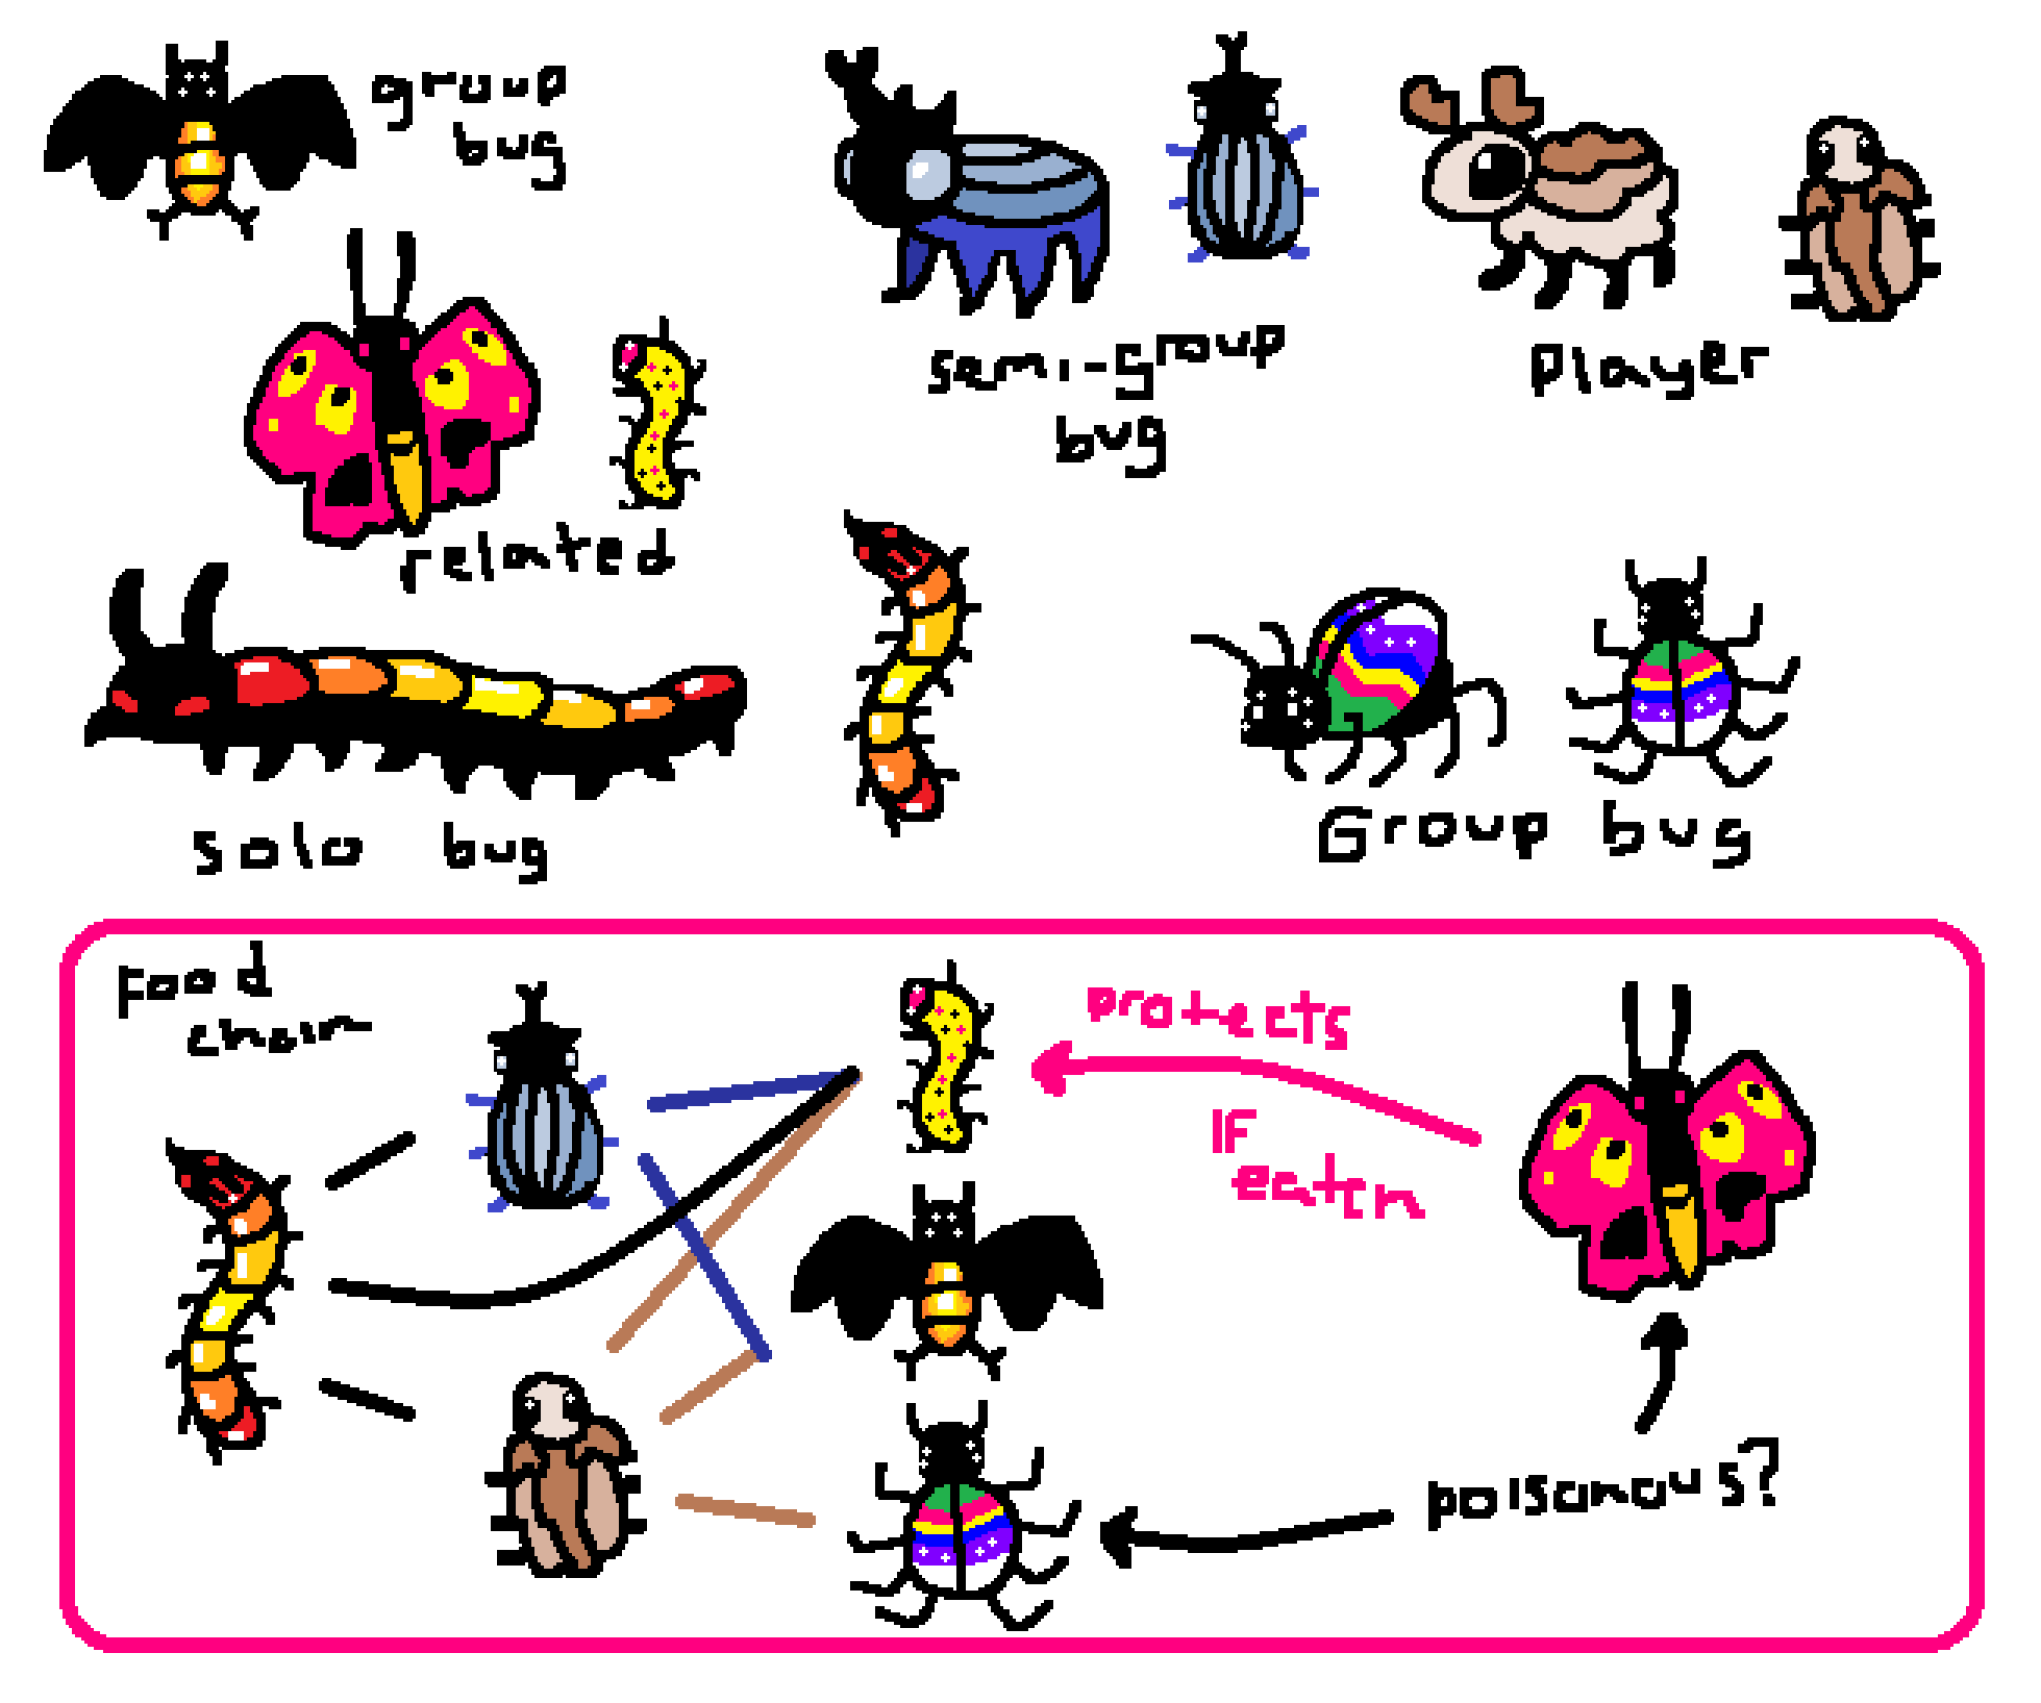 group
bug
semi-group
bug
Player
related
solo bug
Group bug
Food
chain
protects
IF
eaten
poisonous?